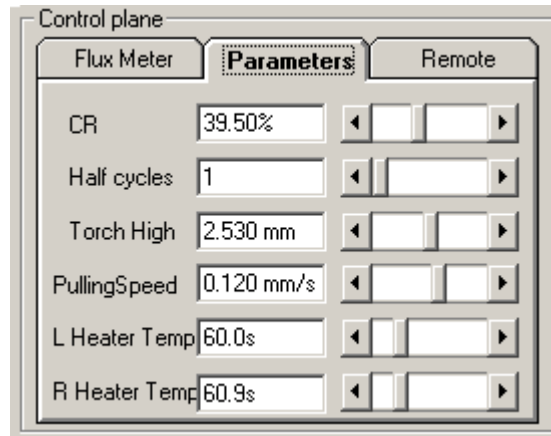 Control plane
Flux Meter Parameters Remote
CR 39.50%
Half cycles 1
Torch High 2.530 mm
PullingSpeed 0.120 mm/s
L Heater Temp 60.0s
R Heater Temp 60.9s